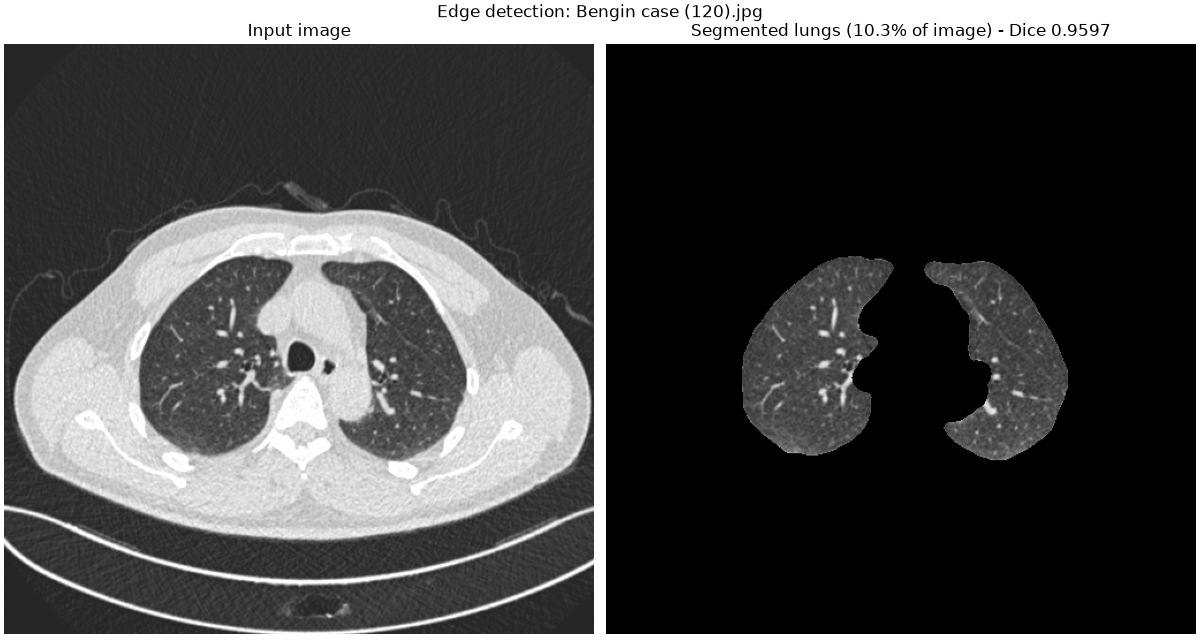 Edge detection: Bengin case (120).jpg
Input image
Segmented lungs (10.3% of image) - Dice 0.9597